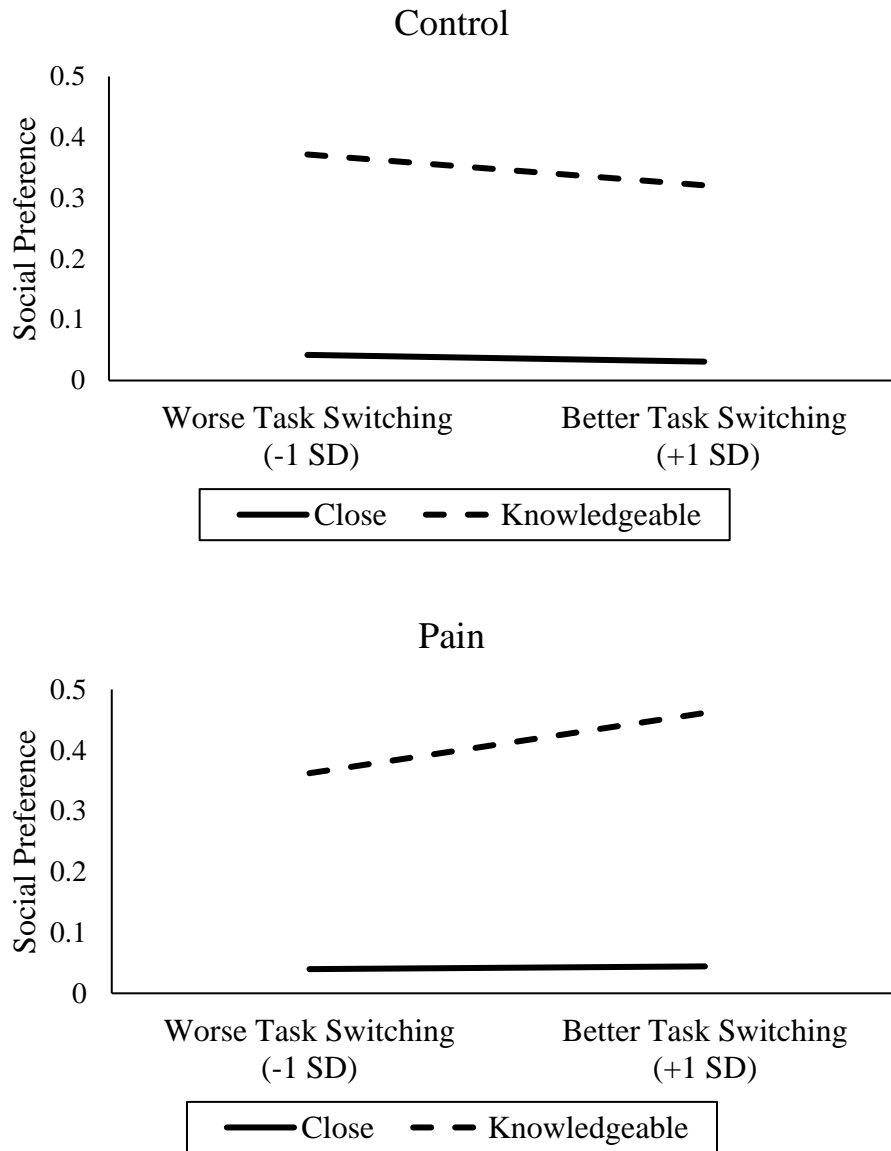 Control
0.5
0.4
0.3
0.2
0.1
0
Social Preference
Worse Task Switching
(-1 SD)
Better Task Switching
(+1 SD)
Close
Knowledgeable
Pain
0.5
0.4
0.3
0.2
0.1
0
Social Preference
Worse Task Switching
(-1 SD)
Better Task Switching
(+1 SD)
Close
Knowledgeable